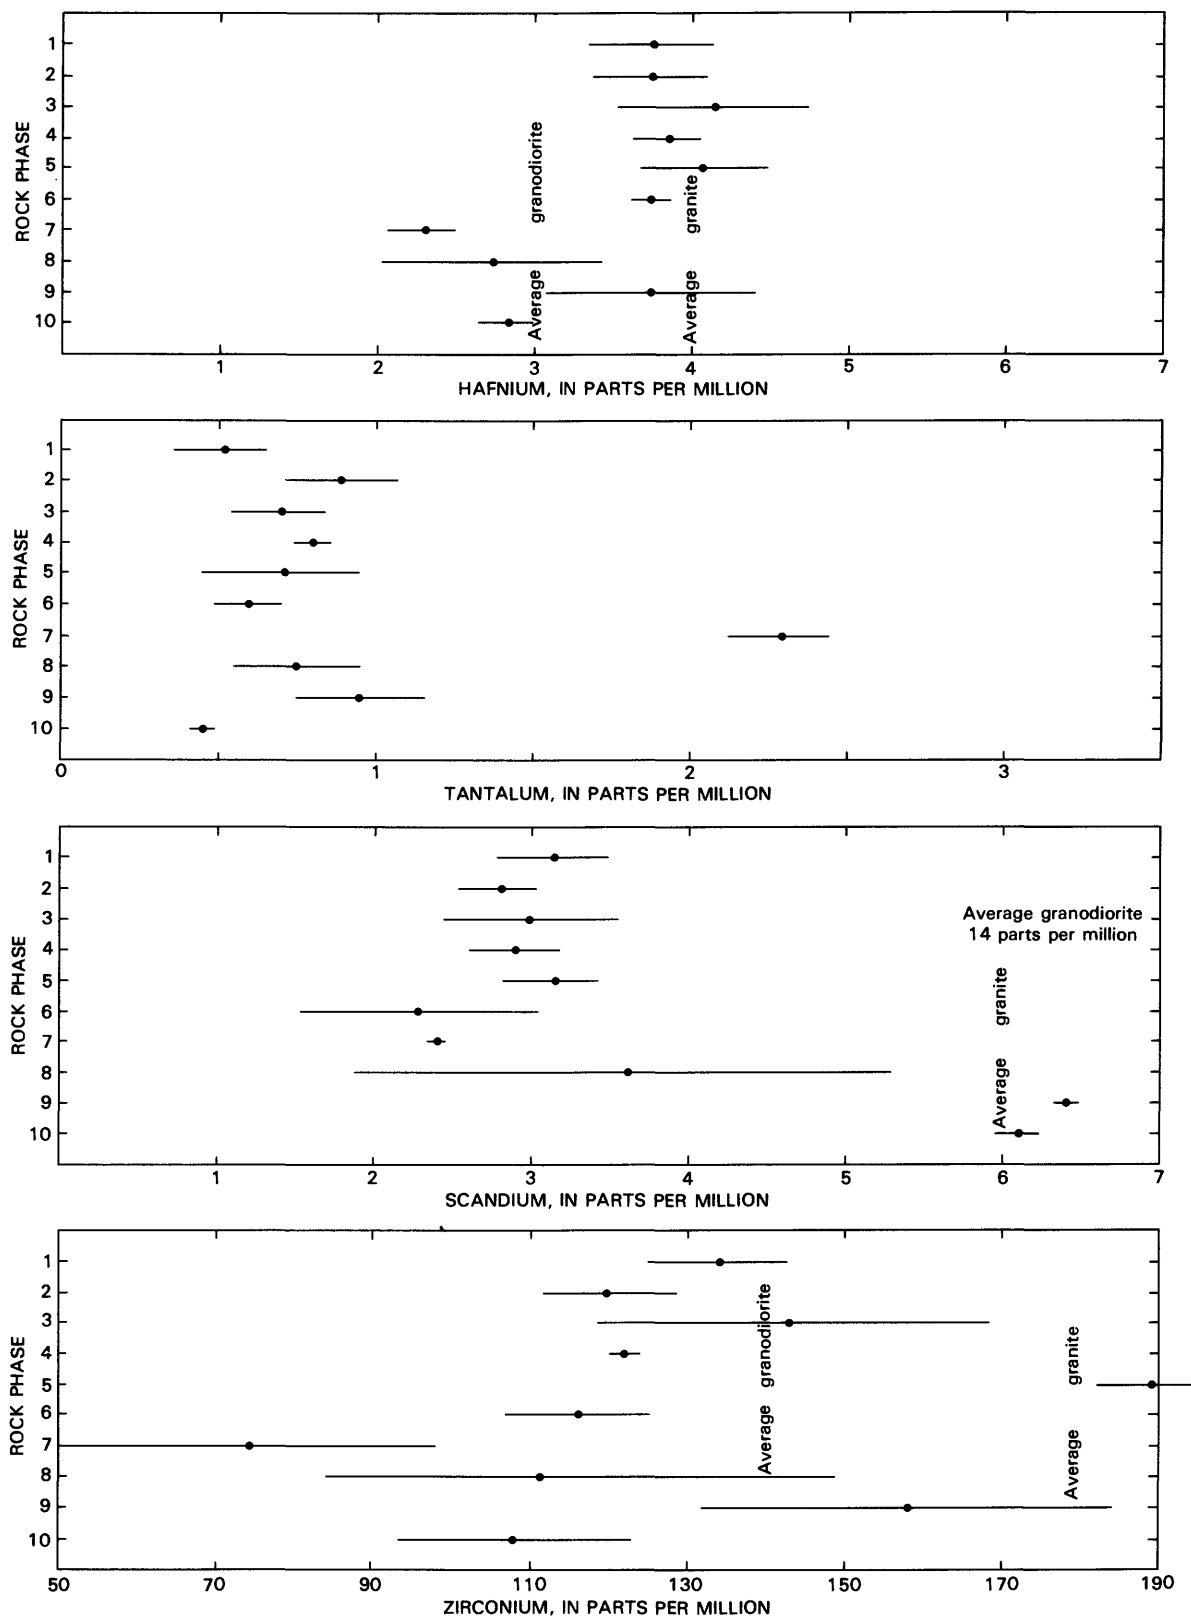 ROCK PHASE
1
2
3
4
5
6
7
8
9
10
Average granodiorite
Average granite
1 2 3 4 5 6 7
HAFNIUM, IN PARTS PER MILLION
ROCK PHASE
1
2
3
4
5
6
7
8
9
10
0 1 2 3
TANTALUM, IN PARTS PER MILLION
ROCK PHASE
1
2
3
4
5
6
7
8
9
10
Average granodiorite
14 parts per million
Average granite
1 2 3 4 5 6 7
SCANDIUM, IN PARTS PER MILLION
ROCK PHASE
1
2
3
4
5
6
7
8
9
10
Average granodiorite
Average granite
50 70 90 110 130 150 170 190
ZIRCONIUM, IN PARTS PER MILLION